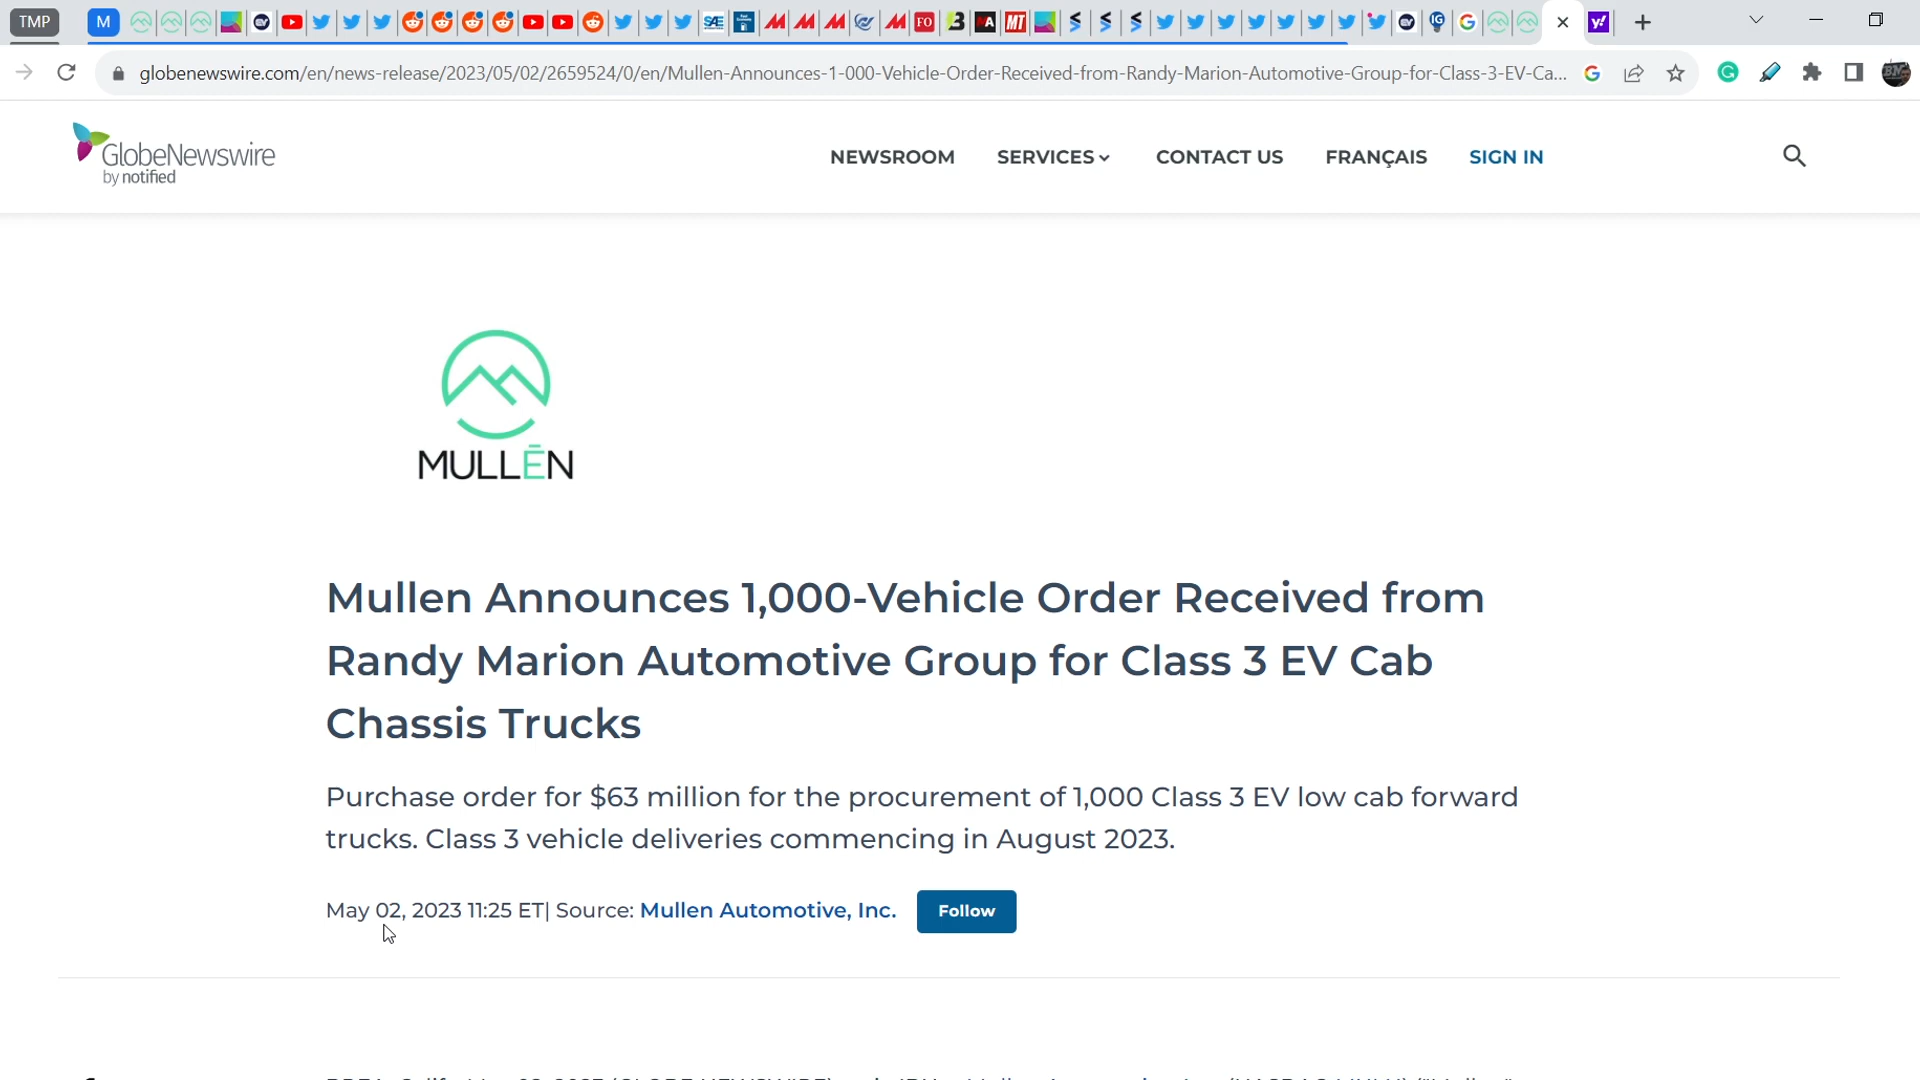 TMP M
globenewswire.com/en/news-release/2023/05/02/2659524/0/en/Mullen-Announces-1-000-Vehicle-Order-Received-from-Randy-Marion-Automotive-Group-for-Class-3-EV-Ca...
GlobeNewswire
by notified
NEWSROOM SERVICES CONTACT US FRANÇAIS SIGN IN
MULLĒN
Mullen Announces 1,000-Vehicle Order Received from
Randy Marion Automotive Group for Class 3 EV Cab
Chassis Trucks
Purchase order for $63 million for the procurement of 1,000 Class 3 EV low cab forward
trucks. Class 3 vehicle deliveries commencing in August 2023.
May 02, 2023 11:25 ET| Source: Mullen Automotive, Inc. Follow